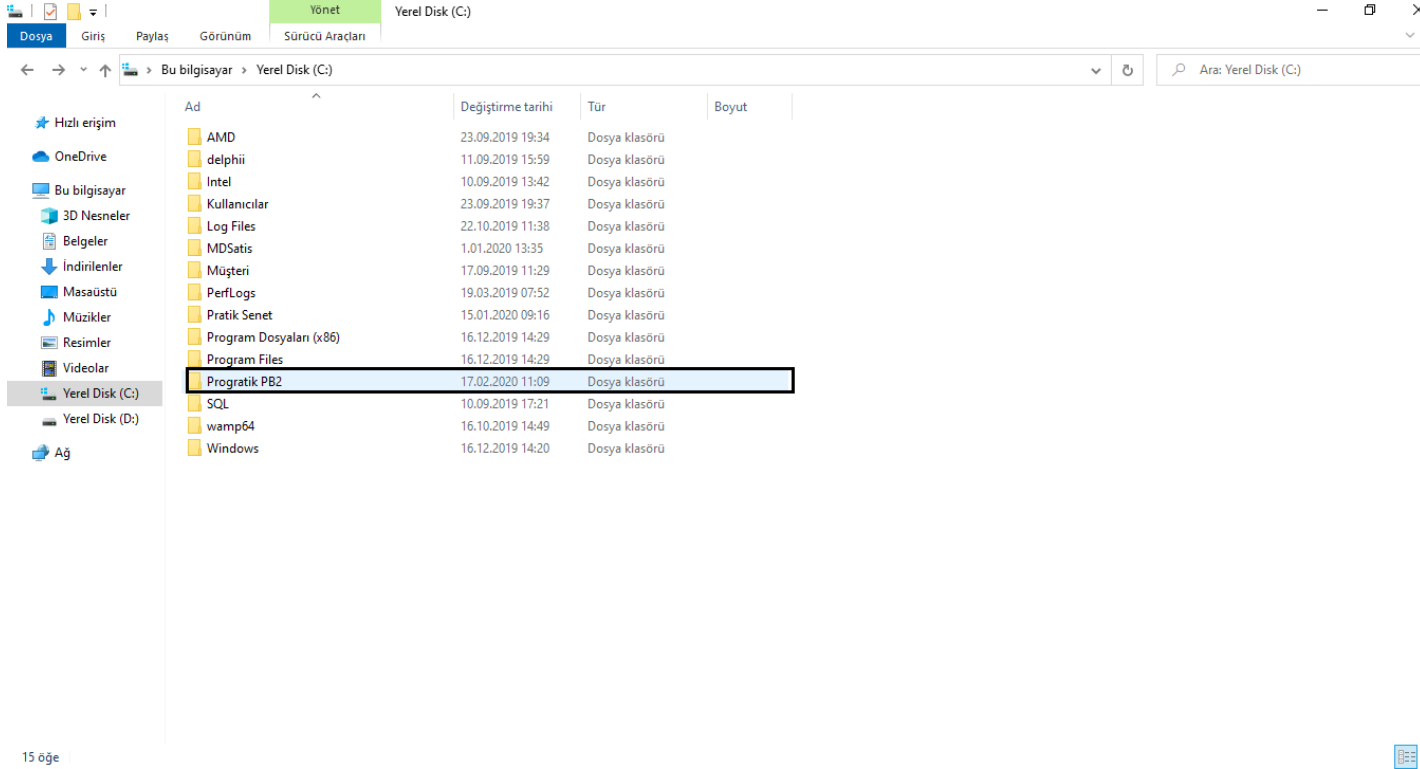 Yönet Yerel Disk (C:)
Dosya Giriş Paylaş Görünüm Sürücü Araçları
Bu bilgisayar Yerel Disk (C:) Ara: Yerel Disk (C:)
Hızlı erişim
OneDrive
Bu bilgisayar
3D Nesneler
Belgeler
İndirilenler
Masaüstü
Müzikler
Resimler
Videolar
Yerel Disk (C:)
Yerel Disk (D:)
Ağ
Ad Değiştirme tarihi Tür Boyut
AMD 23.09.2019 19:34 Dosya klasörü
delphii 11.09.2019 15:59 Dosya klasörü
Intel 10.09.2019 13:42 Dosya klasörü
Kullanıcılar 23.09.2019 19:37 Dosya klasörü
Log Files 22.10.2019 11:38 Dosya klasörü
MDSatis 1.01.2020 13:35 Dosya klasörü
Müşteri 17.09.2019 11:29 Dosya klasörü
PerfLogs 19.03.2019 07:52 Dosya klasörü
Pratik Senet 15.01.2020 09:16 Dosya klasörü
Program Dosyaları (x86) 16.12.2019 14:29 Dosya klasörü
Program Files 16.12.2019 14:29 Dosya klasörü
Progratik PB2 17.02.2020 11:09 Dosya klasörü
SQL 10.09.2019 17:21 Dosya klasörü
wamp64 16.10.2019 14:49 Dosya klasörü
Windows 16.12.2019 14:20 Dosya klasörü
15 öğe